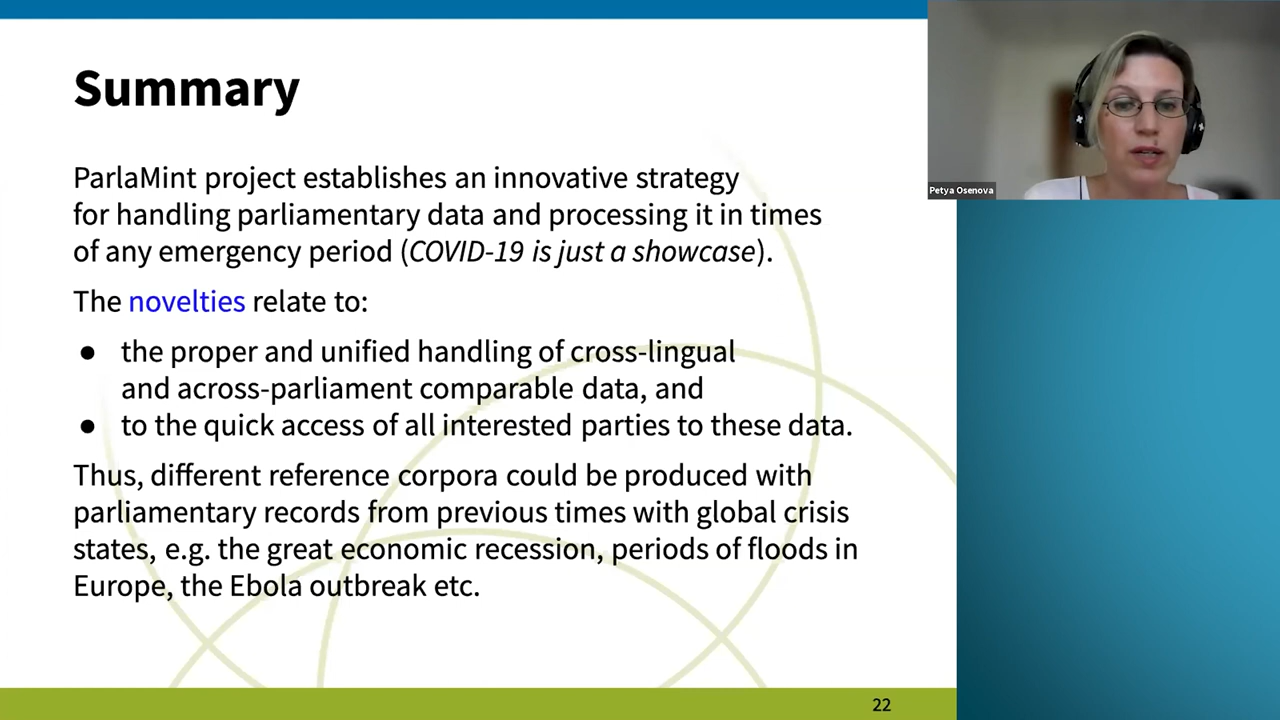 Summary
ParlaMint project establishes an innovative strategy
for handling parliamentary data and processing it in times
of any emergency period (COVID-19 is just a showcase).
The novelties relate to:
● the proper and unified handling of cross-lingual
and across-parliament comparable data, and
● to the quick access of all interested parties to these data.
Thus, different reference corpora could be produced with
parliamentary records from previous times with global crisis
states, e.g. the great economic recession, periods of floods in
Europe, the Ebola outbreak etc.
22
Petya Osenova